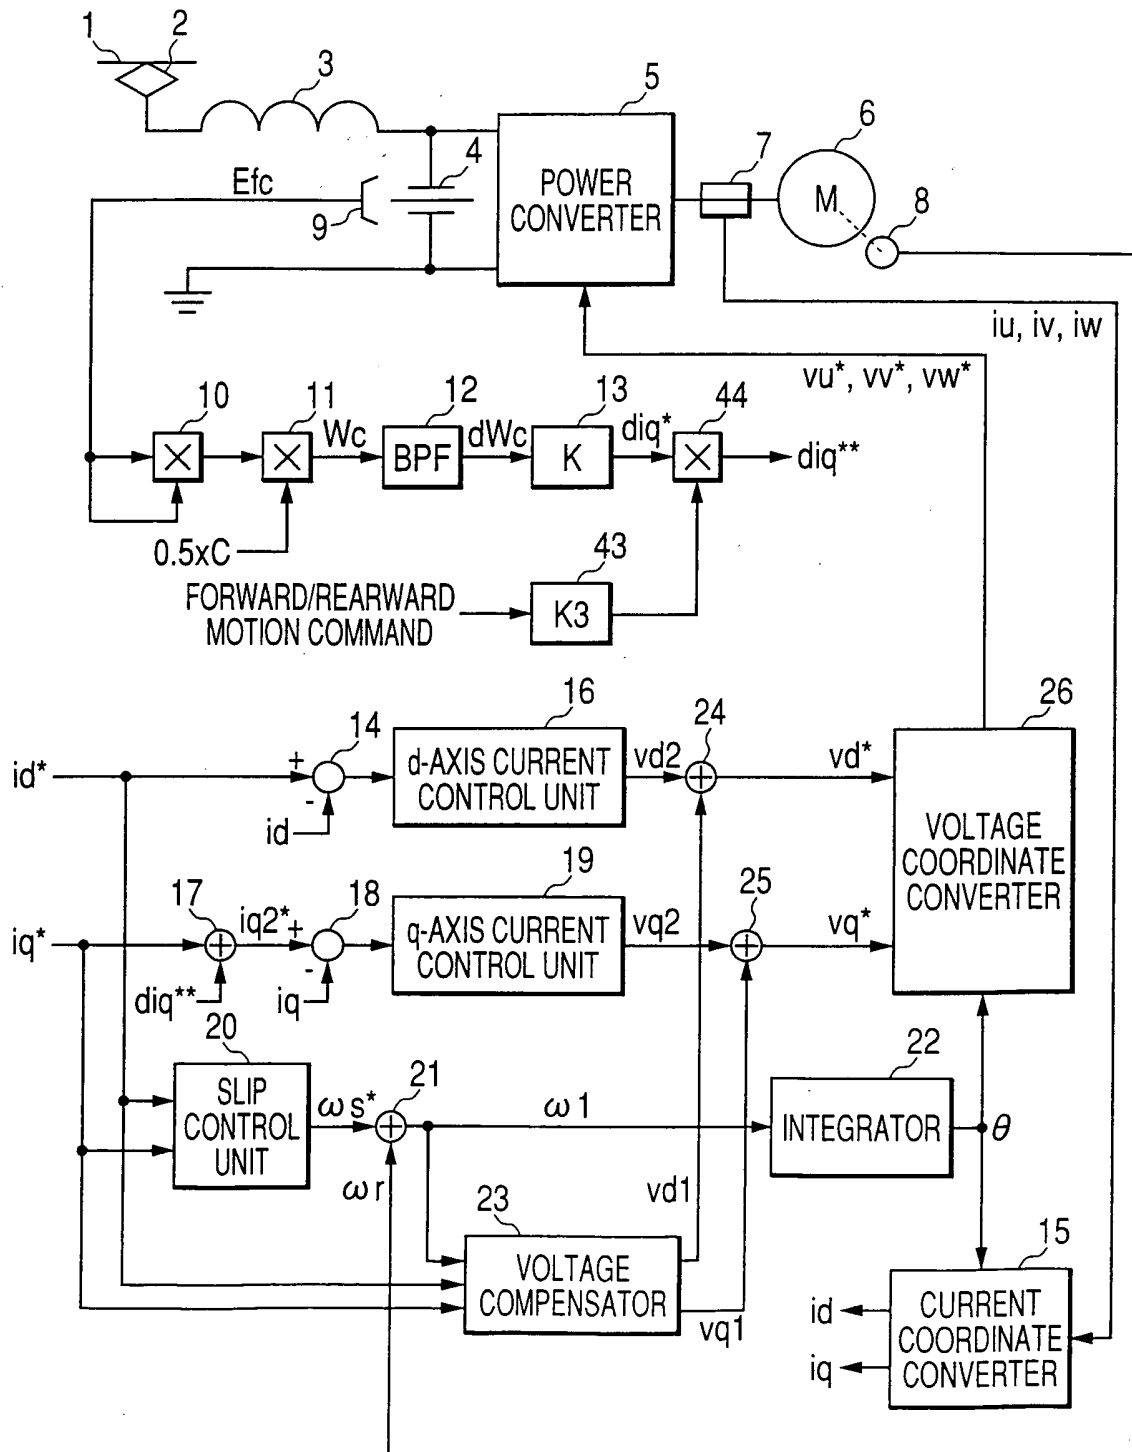 1
2
3
4
5
6
7
8
9
Efc
POWER
CONVERTER
M
iu, iv, iw
vu*, vv*, vw*
10
11
12
13
44
Wc
dWc
diq*
×
×
BPF
K
×
diq**
0.5xC
43
FORWARD/REARWARD
MOTION COMMAND
K3
14
16
24
26
id*
+
-
id
d-AXIS CURRENT
CONTROL UNIT
vd2
+
vd*
VOLTAGE
COORDINATE
CONVERTER
17
18
19
25
iq*
+
iq2*
+
-
diq**
iq
q-AXIS CURRENT
CONTROL UNIT
vq2
+
vq*
20
21
22
SLIP
CONTROL
UNIT
ωs*
+
ω1
INTEGRATOR
θ
ωr
23
vd1
VOLTAGE
COMPENSATOR
vq1
15
id
iq
CURRENT
COORDINATE
CONVERTER